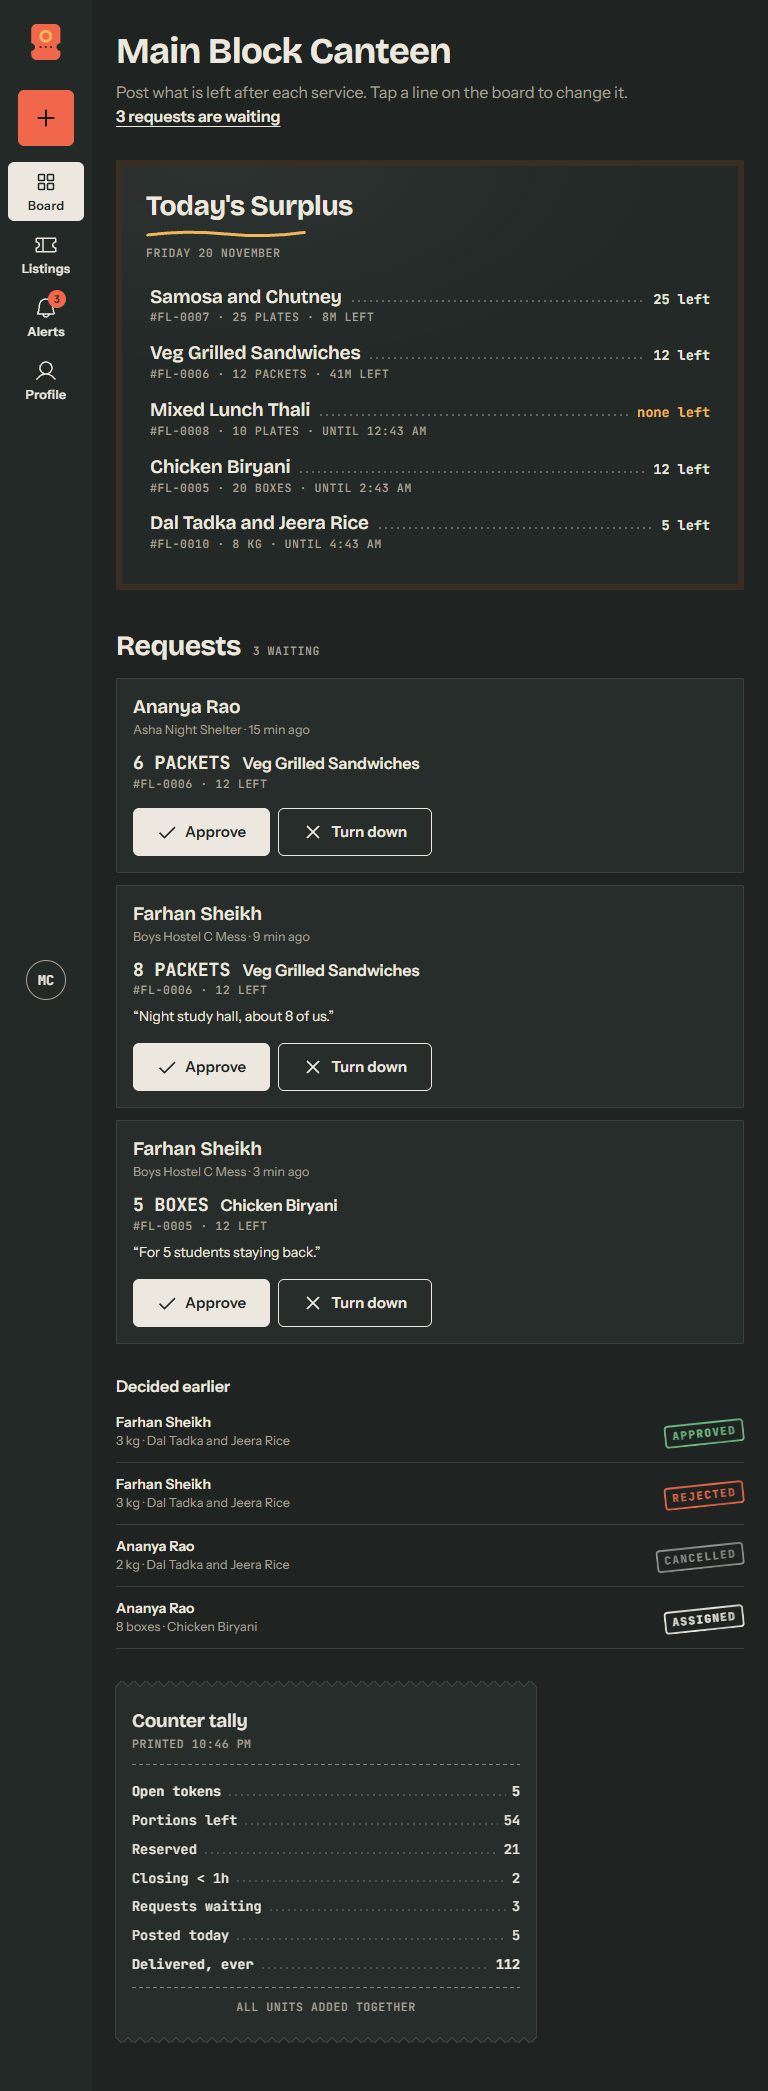 Main Block Canteen
Post what is left after each service. Tap a line on the board to change it.
3 requests are waiting
Board
Listings
3
Alerts
Profile
MC
Today's Surplus
FRIDAY 20 NOVEMBER
Samosa and Chutney 25 left
#FL-0007 · 25 PLATES · 8M LEFT
Veg Grilled Sandwiches 12 left
#FL-0006 · 12 PACKETS · 41M LEFT
Mixed Lunch Thali none left
#FL-0008 · 10 PLATES · UNTIL 12:43 AM
Chicken Biryani 12 left
#FL-0005 · 20 BOXES · UNTIL 2:43 AM
Dal Tadka and Jeera Rice 5 left
#FL-0010 · 8 KG · UNTIL 4:43 AM
Requests 3 WAITING
Ananya Rao
Asha Night Shelter · 15 min ago
6 PACKETS Veg Grilled Sandwiches
#FL-0006 · 12 LEFT
Approve Turn down
Farhan Sheikh
Boys Hostel C Mess · 9 min ago
8 PACKETS Veg Grilled Sandwiches
#FL-0006 · 12 LEFT
“Night study hall, about 8 of us.”
Approve Turn down
Farhan Sheikh
Boys Hostel C Mess · 3 min ago
5 BOXES Chicken Biryani
#FL-0005 · 12 LEFT
“For 5 students staying back.”
Approve Turn down
Decided earlier
Farhan Sheikh
3 kg · Dal Tadka and Jeera Rice APPROVED
Farhan Sheikh
3 kg · Dal Tadka and Jeera Rice REJECTED
Ananya Rao
2 kg · Dal Tadka and Jeera Rice CANCELLED
Ananya Rao
8 boxes · Chicken Biryani ASSIGNED
Counter tally
PRINTED 10:46 PM
Open tokens 5
Portions left 54
Reserved 21
Closing < 1h 2
Requests waiting 3
Posted today 5
Delivered, ever 112
ALL UNITS ADDED TOGETHER